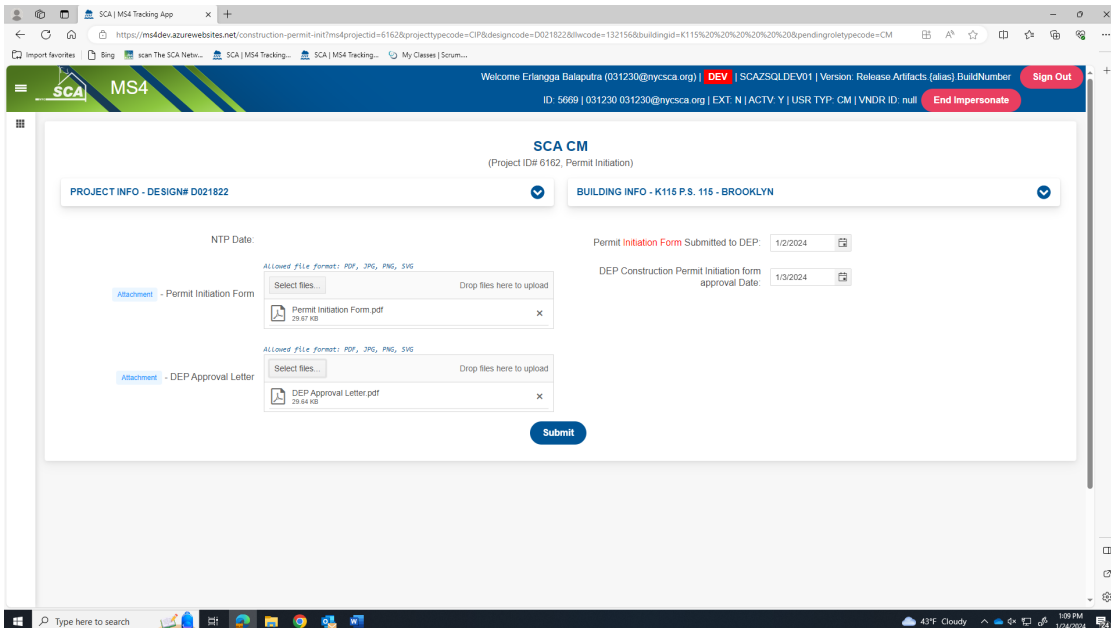 SCA | MS4 Tracking App
https://ms4dev.azurewebsites.net/construction-permit-init?ms4projectid=6162&projecttypecode=CIP&designcode=D021822&llwcode=132156&buildingid=K115%20%20%20%20%20%20&pendingroletypecode=CM
Import favorites Bing scan The SCA Netw... SCA | MS4 Tracking... SCA | MS4 Tracking... My Classes | Scrum...
SCA MS4
Welcome Erlangga Balaputra (031230@nycsca.org) | DEV | SCAZSQLDEV01 | Version: Release Artifacts.{alias}.BuildNumber Sign Out
ID: 5669 | 031230 031230@nycsca.org | EXT: N | ACTV: Y | USR TYP: CM | VNDR ID: null End Impersonate
SCA CM
(Project ID# 6162, Permit Initiation)
PROJECT INFO - DESIGN# D021822
BUILDING INFO - K115 P.S. 115 - BROOKLYN
NTP Date:
Permit Initiation Form Submitted to DEP: 1/2/2024
Allowed file format: PDF, JPG, PNG, SVG
DEP Construction Permit Initiation form
approval Date: 1/3/2024
Select files... Drop files here to upload
Attachment - Permit Initiation Form
Permit Initiation Form.pdf
29.67 KB
Allowed file format: PDF, JPG, PNG, SVG
Select files... Drop files here to upload
Attachment - DEP Approval Letter
DEP Approval Letter.pdf
29.64 KB
Submit
Type here to search
43°F Cloudy
1:09 PM
1/24/2024